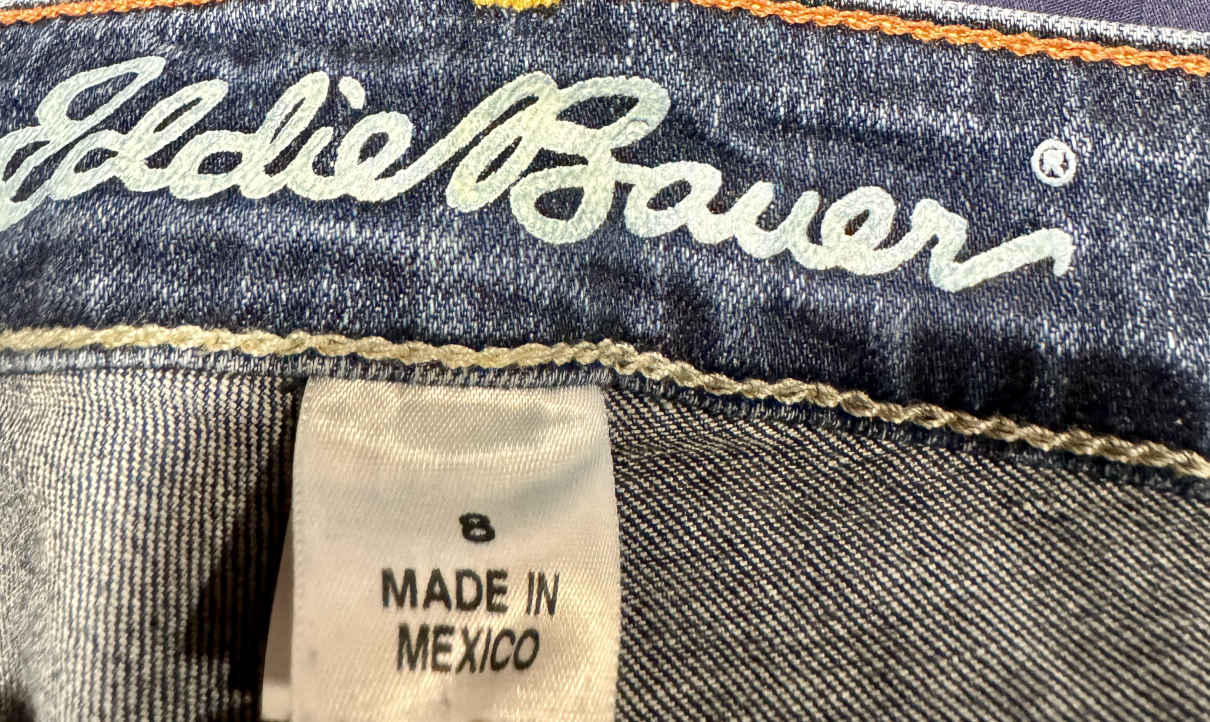 Eddie Bauer ®
8
MADE IN
MEXICO